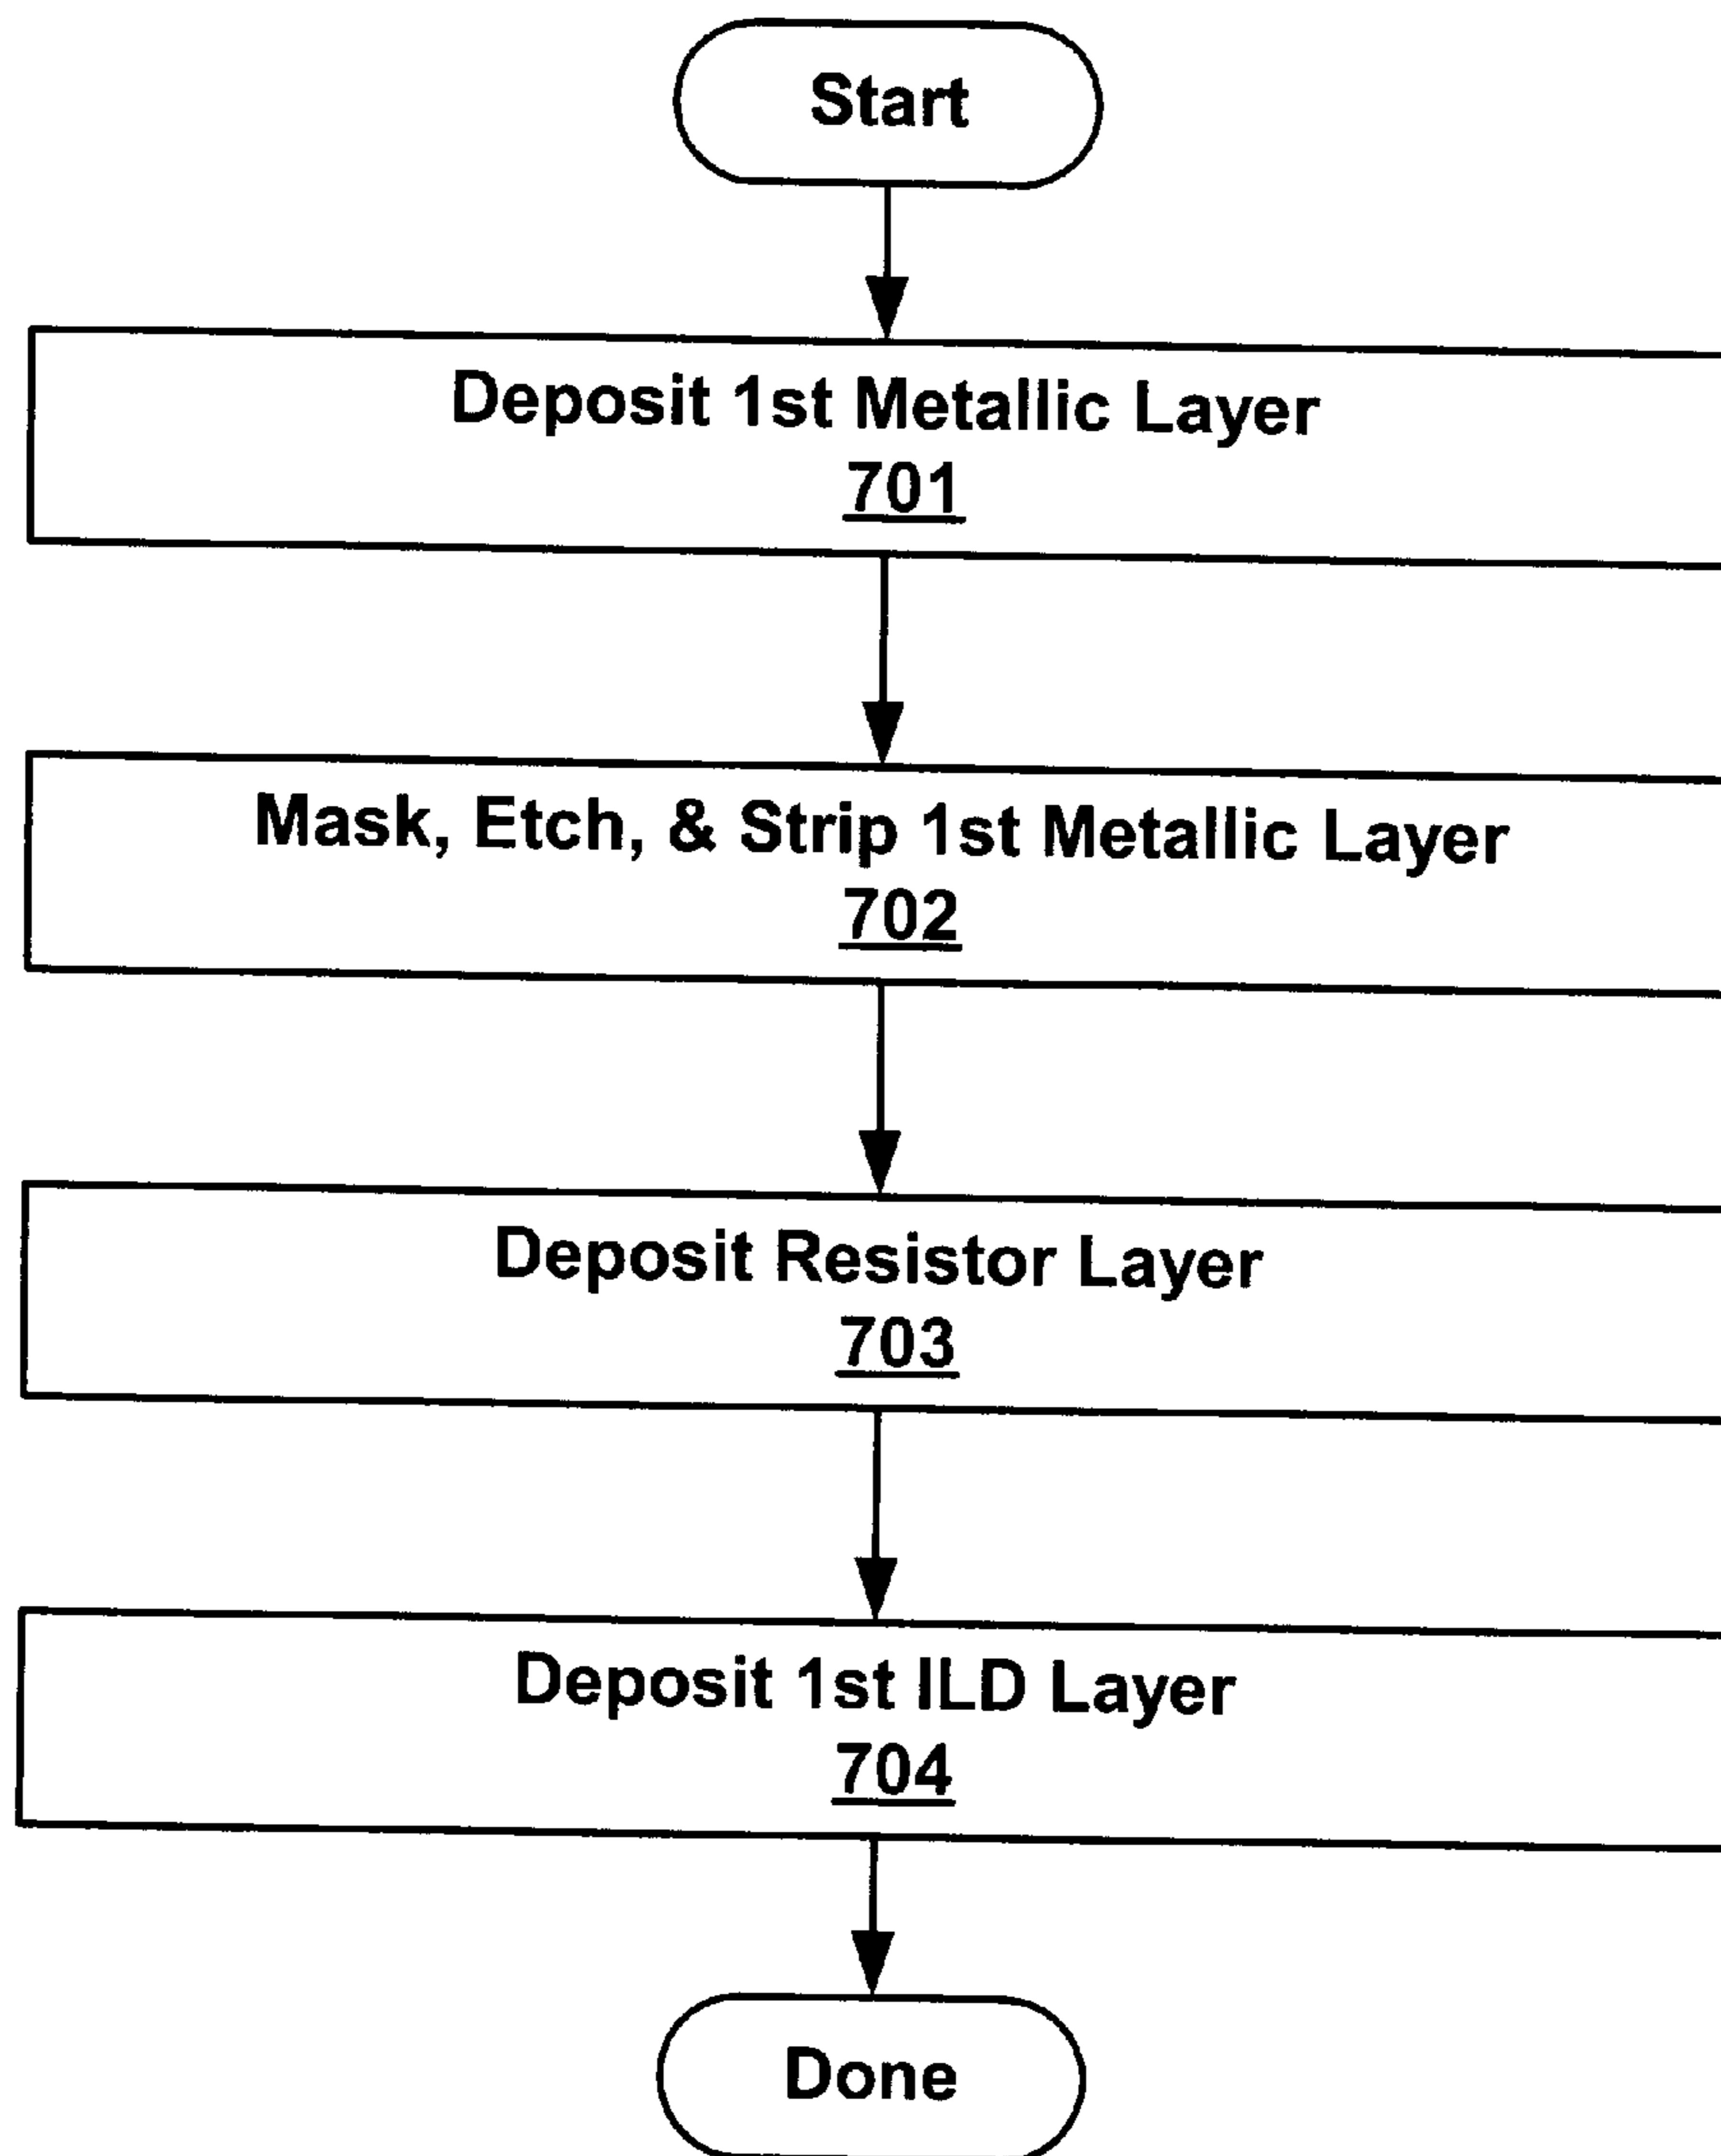 Start
Deposit 1st Metallic Layer
701
Mask, Etch, & Strip 1st Metallic Layer
702
Deposit Resistor Layer
703
Deposit 1st ILD Layer
704
Done